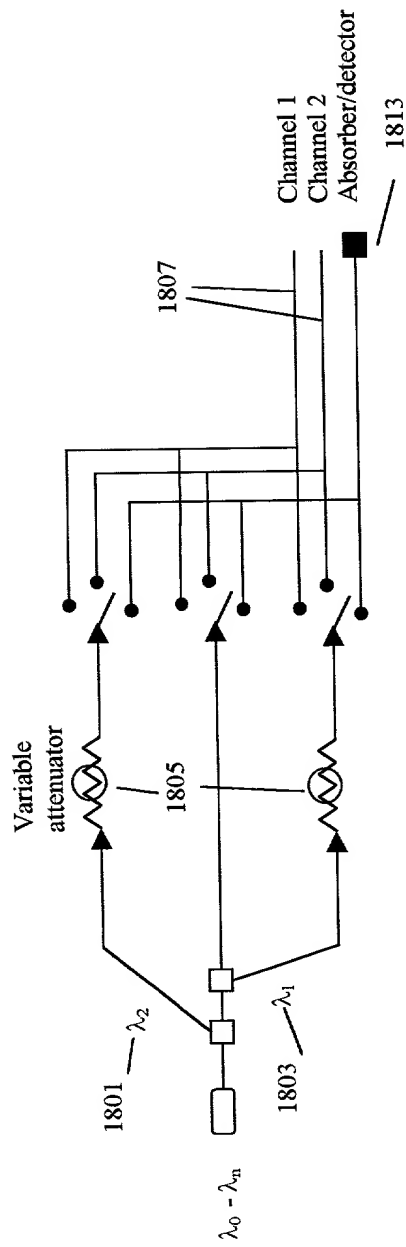 λ₀ - λₙ
1801
λ₂
1803
λ₁
Variable
attenuator
1805
1807
Channel 1
Channel 2
Absorber/detector
1813